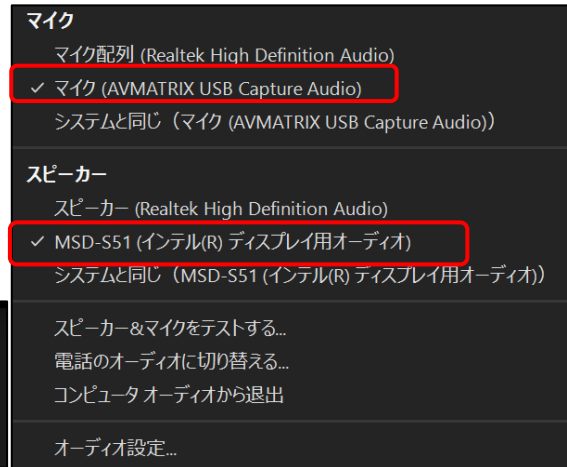 マイク
マイク配列 (Realtek High Definition Audio)
✓ マイク (AVMATRIX USB Capture Audio)
システムと同じ（マイク (AVMATRIX USB Capture Audio)）
スピーカー
スピーカー (Realtek High Definition Audio)
✓ MSD-S51 (インテル(R) ディスプレイ用オーディオ)
システムと同じ（MSD-S51 (インテル(R) ディスプレイ用オーディオ)）
スピーカー&マイクをテストする...
電話のオーディオに切り替える...
コンピュータ オーディオから退出
オーディオ設定...